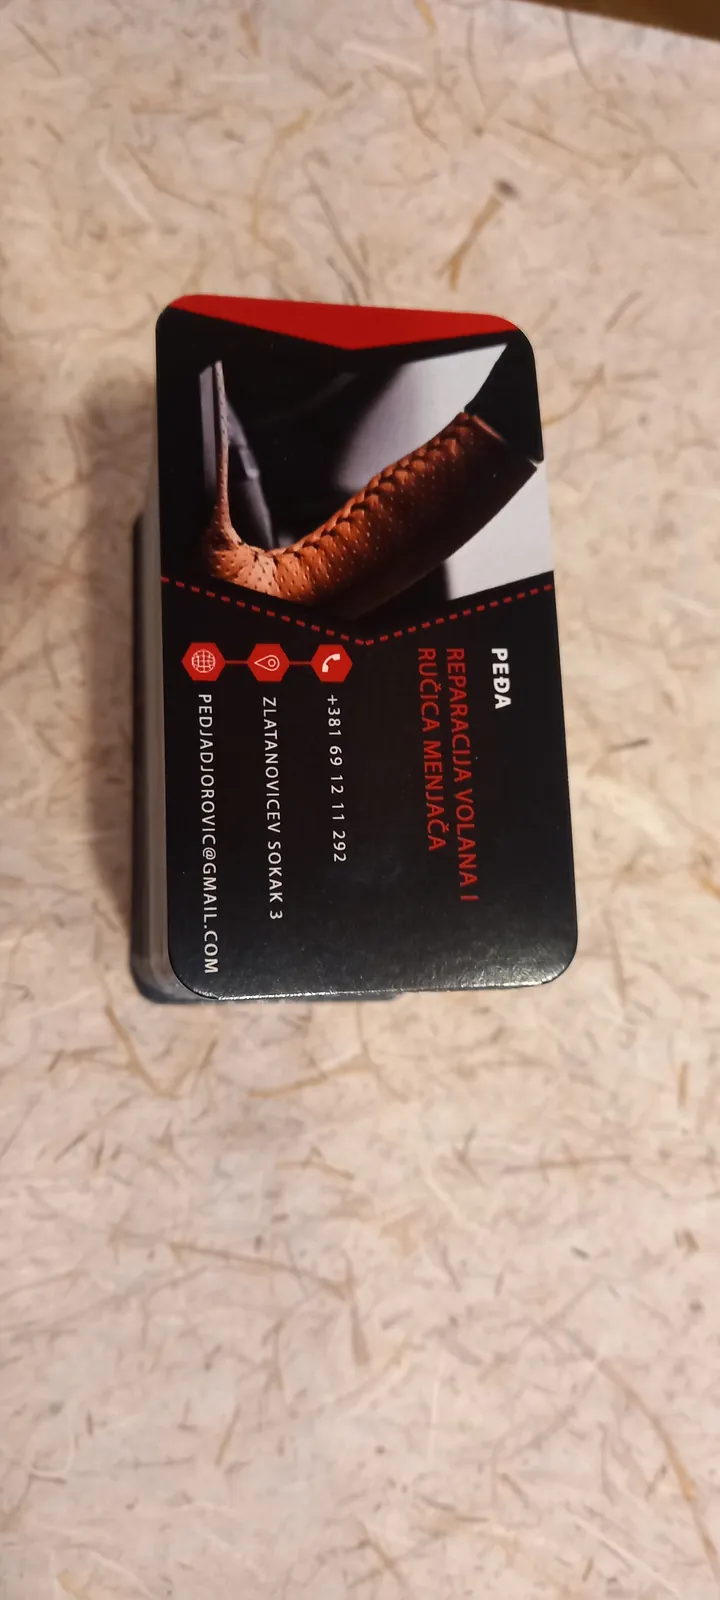 PEĐA
REPARACIJA VOLANA I
RUČICA MENJAČA
+381 69 12 11 292
ZLATANOVICEV SOKAK 3
PEDJADJOROVIC@GMAIL.COM